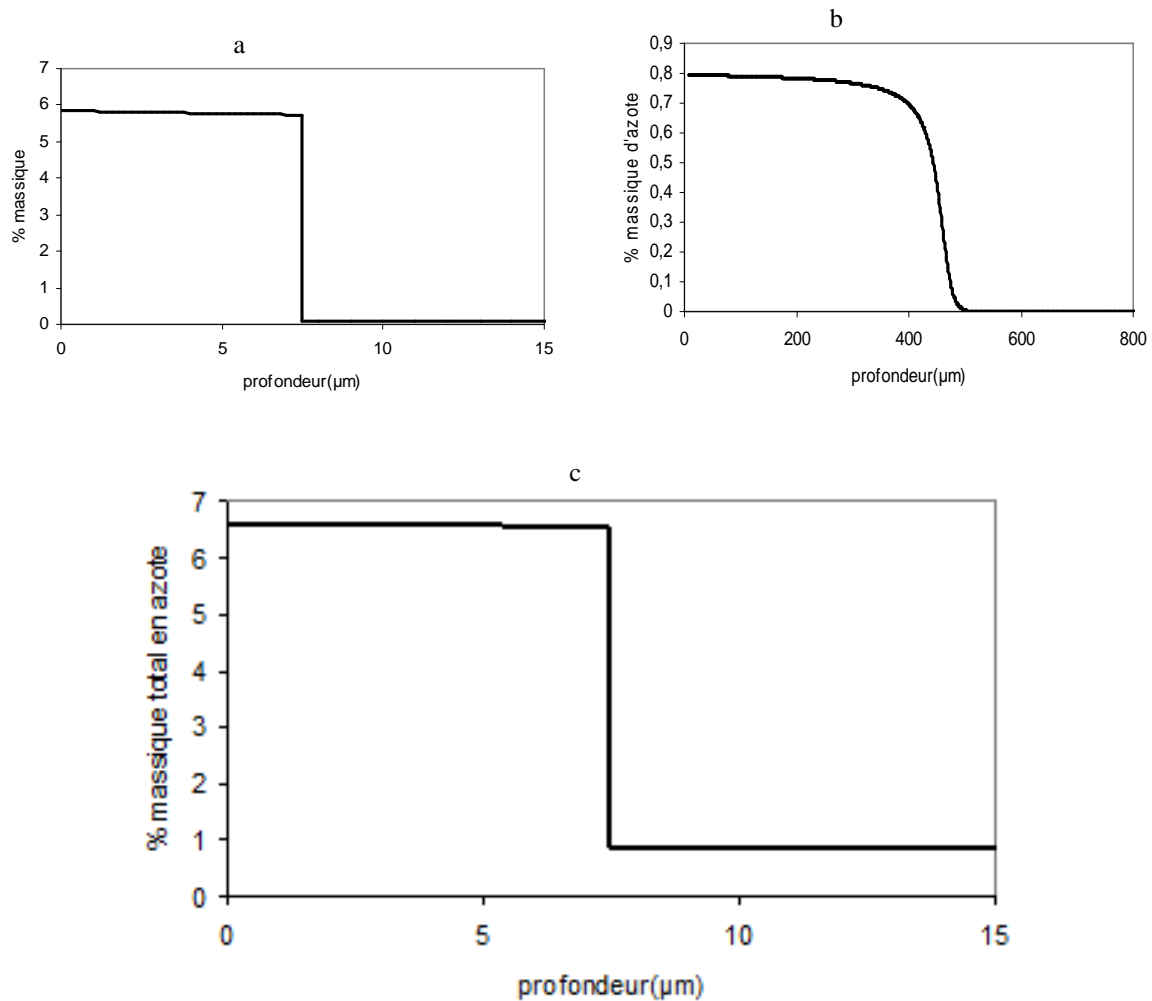 a
7
6
5
4
3
2
1
0
% massique
0 5 10 15
profondeur(µm)
b
0,9
0,8
0,7
0,6
0,5
0,4
0,3
0,2
0,1
0
% massique d'azote
0 200 400 600 800
profondeur(µm)
c
7
6
5
4
3
2
1
0
% massique total en azote
0 5 10 15
profondeur(µm)